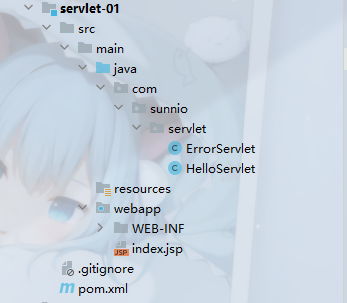 servlet-01
src
main
java
com
sunnio
servlet
C ErrorServlet
C HelloServlet
resources
webapp
WEB-INF
JSP index.jsp
.gitignore
m pom.xml